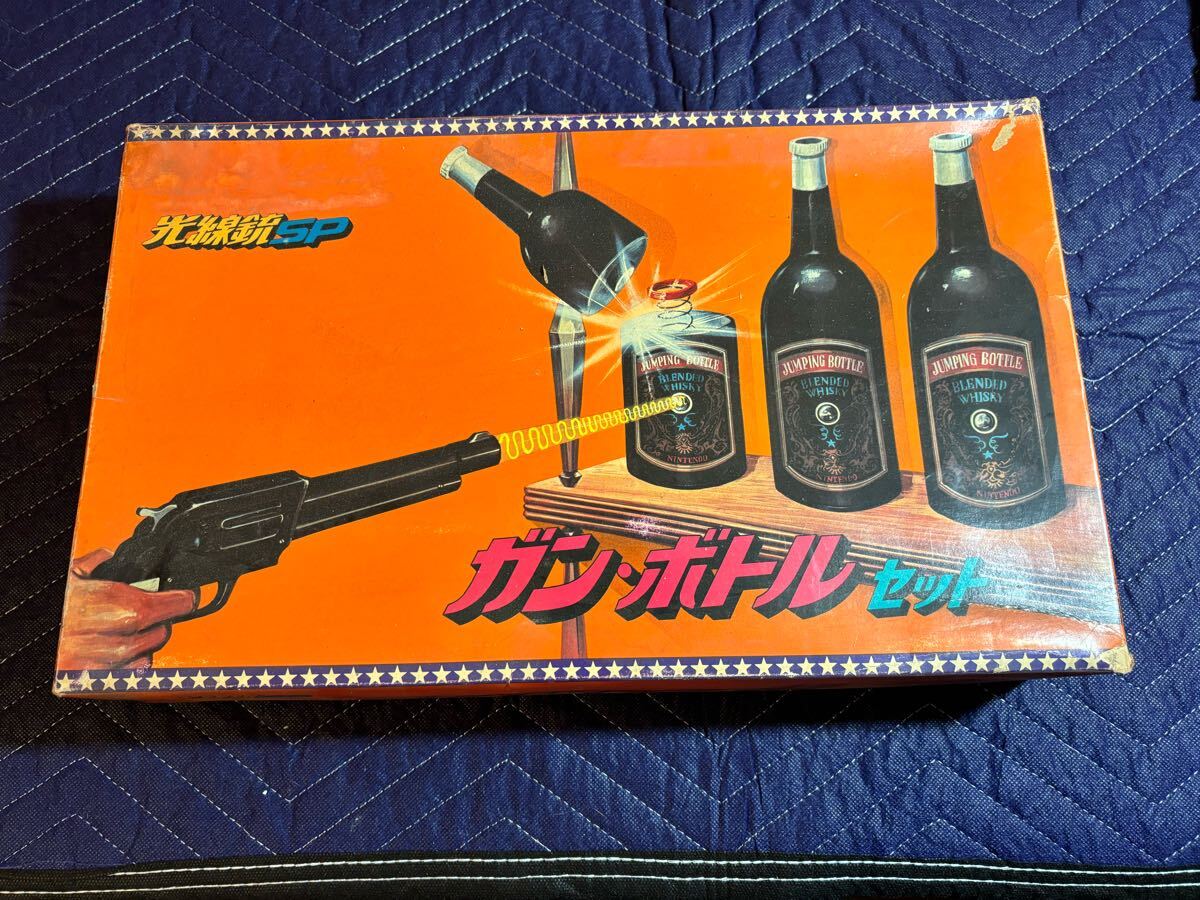 光線銃SP
JUMPING BOTTLE
BLENDED
WHISKY
NINTENDO
JUMPING BOTTLE
BLENDED
WHISKY
NINTENDO
JUMPING BOTTLE
BLENDED
WHISKY
NINTENDO
ガン・ボトル セット